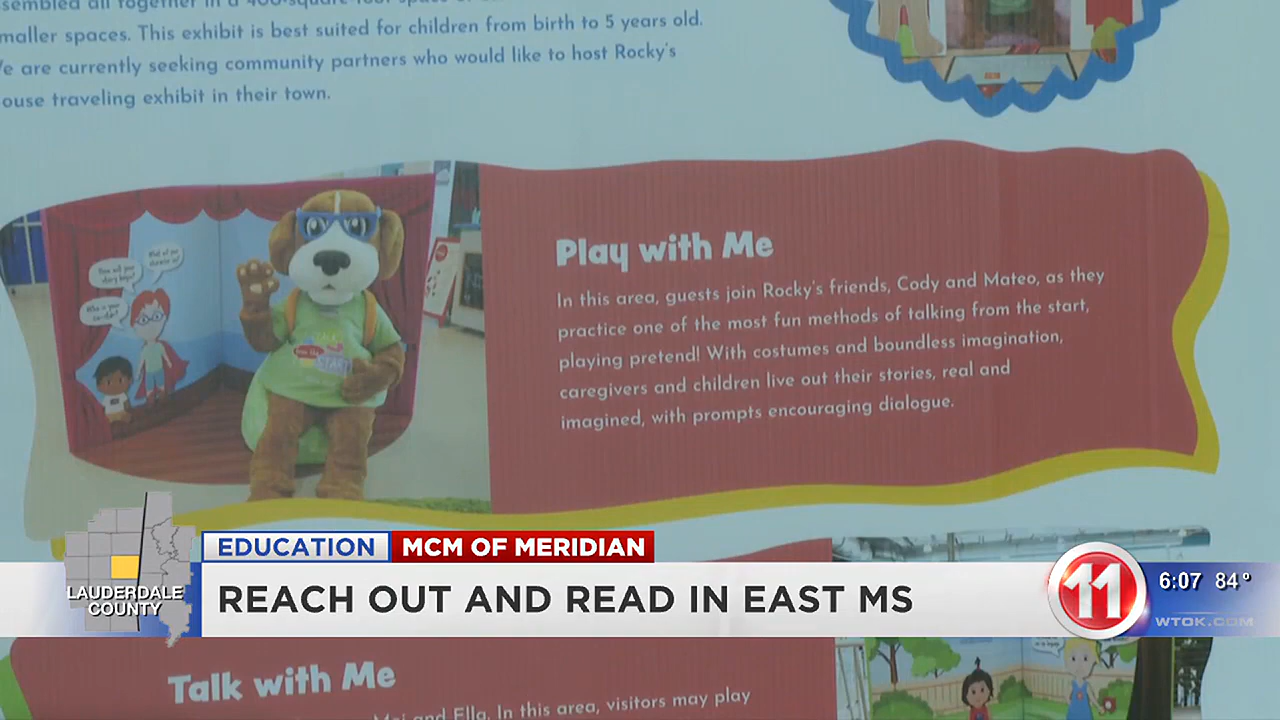 sembled all together in a 400-square-foot space
maller spaces. This exhibit is best suited for children from birth to 5 years old.
e are currently seeking community partners who would like to host Rocky's
ouse traveling exhibit in their town.
Play with Me
In this area, guests join Rocky's friends, Cody and Mateo, as they
practice one of the most fun methods of talking from the start,
playing pretend! With costumes and boundless imagination,
caregivers and children live out their stories, real and
imagined, with prompts encouraging dialogue.
EDUCATION
MCM OF MERIDIAN
LAUDERDALE
COUNTY
REACH OUT AND READ IN EAST MS
11
6:07 84°
WTOK.COM
Talk with Me
and Ella. In this area, visitors may play